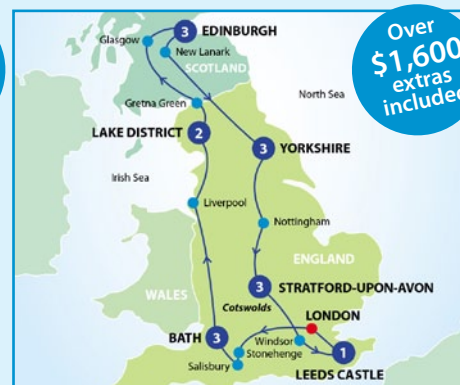 Over
$1,600
extras
included
3 EDINBURGH
Glasgow
New Lanark
SCOTLAND
North Sea
Gretna Green
LAKE DISTRICT 2
3 YORKSHIRE
Irish Sea
Liverpool
Nottingham
ENGLAND
WALES
3 STRATFORD-UPON-AVON
Cotswolds
LONDON
BATH 3
Windsor
Stonehenge
1
Salisbury
LEEDS CASTLE